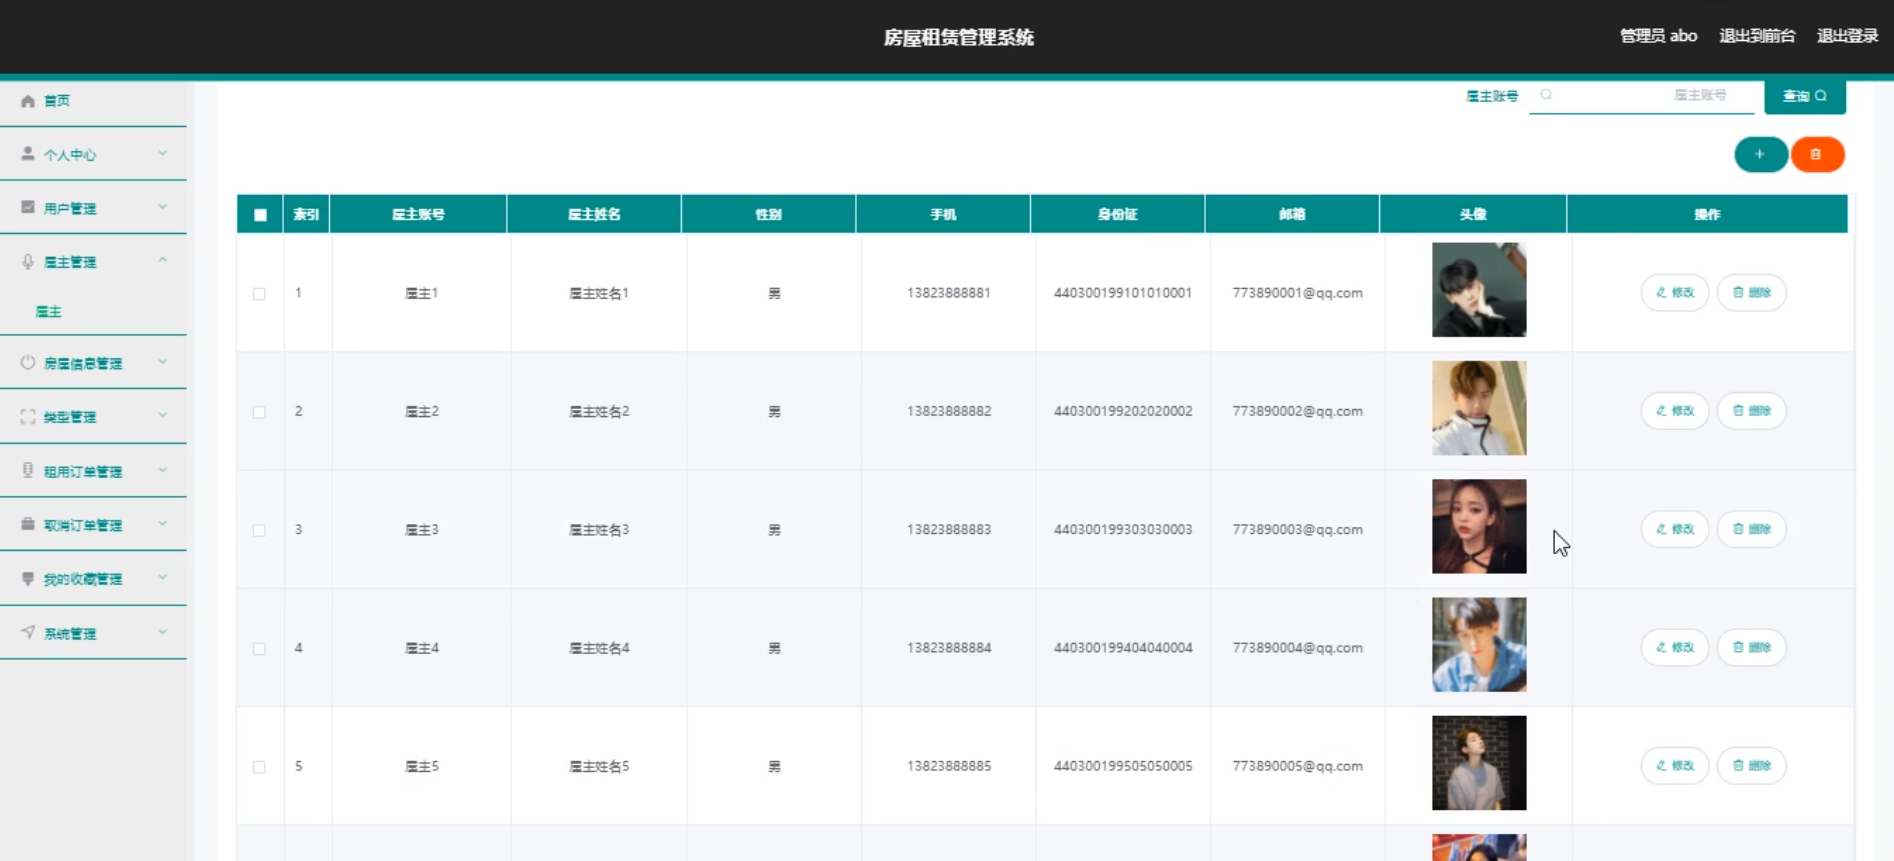 房屋租赁管理系统
管理员 abo 退出到前台 退出登录
首页
个人中心
用户管理
屋主管理
屋主
房屋信息管理
类型管理
租用订单管理
取消订单管理
我的收藏管理
系统管理
屋主账号 屋主账号 查询
+
索引 屋主账号 屋主姓名 性别 手机 身份证 邮箱 头像 操作
1 屋主1 屋主姓名1 男 13823888881 440300199101010001 773890001@qq.com 修改 删除
2 屋主2 屋主姓名2 男 13823888882 440300199202020002 773890002@qq.com 修改 删除
3 屋主3 屋主姓名3 男 13823888883 440300199303030003 773890003@qq.com 修改 删除
4 屋主4 屋主姓名4 男 13823888884 440300199404040004 773890004@qq.com 修改 删除
5 屋主5 屋主姓名5 男 13823888885 440300199505050005 773890005@qq.com 修改 删除